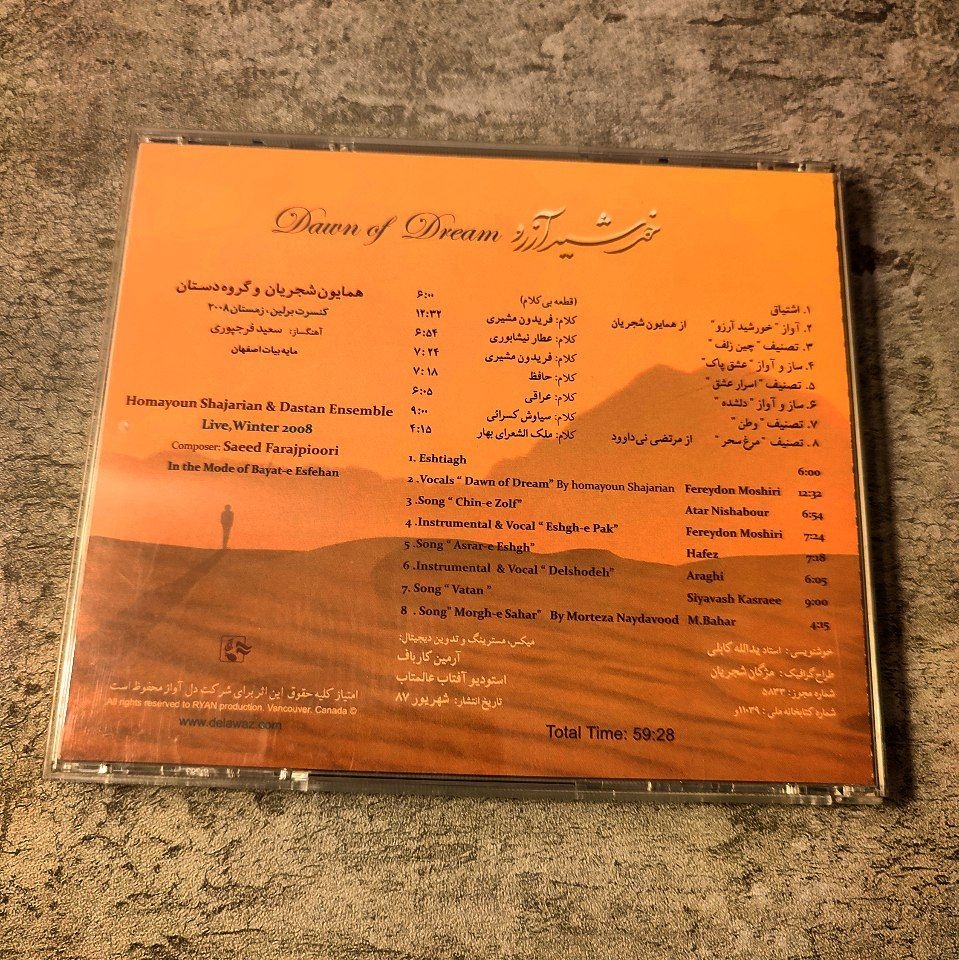 Dawn of Dream خورشید آرزو
همایون شجریان و گروه دستان
کنسرت برلین، زمستان ۲۰۰۸
آهنگساز: سعید فرجپوری
مایه بیات اصفهان
۱. اشتیاق (قطعه بی کلام) ۶:۰۰
۲. آواز "خورشید آرزو" از همایون شجریان کلام: فریدون مشیری ۱۲:۳۲
۳. تصنیف "چین زلف" کلام: عطار نیشابوری ۶:۵۴
۴. ساز و آواز "عشق پاک" کلام: فریدون مشیری ۷:۲۴
۵. تصنیف "اسرار عشق" کلام: حافظ ۷:۱۸
۶. ساز و آواز "دلشده" کلام: عراقی ۶:۰۵
۷. تصنیف "وطن" کلام: سیاوش کسرائی ۹:۰۰
۸. تصنیف "مرغ سحر" از مرتضی نی داوود کلام: ملک الشعرای بهار ۴:۱۵
Homayoun Shajarian & Dastan Ensemble
Live,Winter 2008
Composer: Saeed Farajpioori
In the Mode of Bayat-e Esfehan
1. Eshtiagh 6:00
2 .Vocals “ Dawn of Dream” By homayoun Shajarian Fereydon Moshiri 12:32
3 .Song “ Chin-e Zolf” Atar Nishabour 6:54
4 .Instrumental & Vocal “ Eshgh-e Pak” Fereydon Moshiri 7:24
5 .Song “ Asrar-e Eshgh” Hafez 7:18
6 .Instrumental & Vocal “ Delshodeh” Araghi 6:05
7. Song “ Vatan ” Siyavash Kasraee 9:00
8 . Song” Morgh-e Sahar” By Morteza Naydavood M.Bahar 4:15
میکس، مسترینگ و تدوین دیجیتال:
آرمین کارباف
استودیو آفتاب عالمتاب
تاریخ انتشار: شهریور ۸۷
خوشنویسی: استاد یدالله کابلی
طراح گرافیک: مژگان شجریان
شماره مجوز: ۵۸۳۳
شماره کتابخانه ملی: ۱۱۰۳۹و
امتیاز کلیه حقوق این اثر برای شرکت دل آواز محفوظ است
All rights reserved to RYAN production. Vancouver. Canada ©
www.delawaz.com
Total Time: 59:28